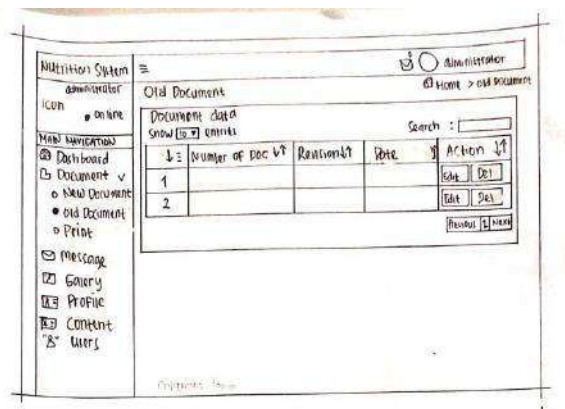 Nutrition System
administrator
administrator
Icon
online
Home > old Document
Old Document
Document data
Show 10 entries
Search :
MAIN NAVIGATION
Dashboard
Document
New Document
Old Document
Print
Message
Galery
Profile
Content
Users
Number of Doc
Revision
Date
Action
1
Edit Del
2
Edit Del
Previous 1 Next